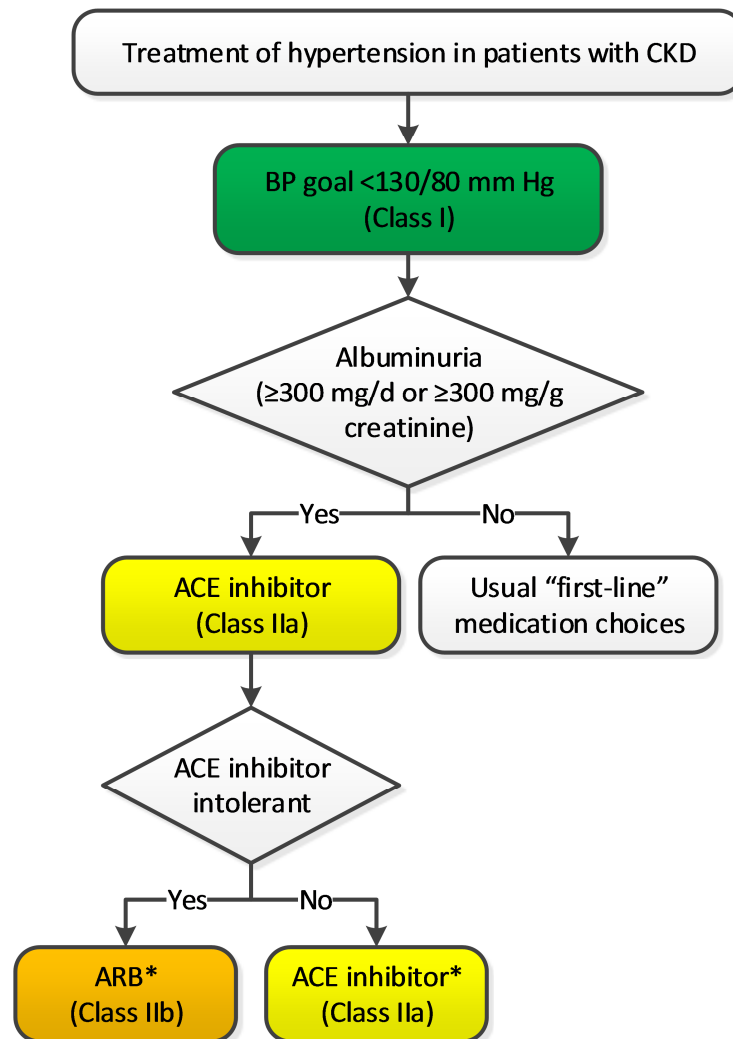 Treatment of hypertension in patients with CKD
BP goal <130/80 mm Hg
(Class I)
Albuminuria
(≥300 mg/d or ≥300 mg/g
creatinine)
Yes
No
ACE inhibitor
(Class IIa)
Usual “first-line”
medication choices
ACE inhibitor
intolerant
Yes
No
ARB*
(Class IIb)
ACE inhibitor*
(Class IIa)